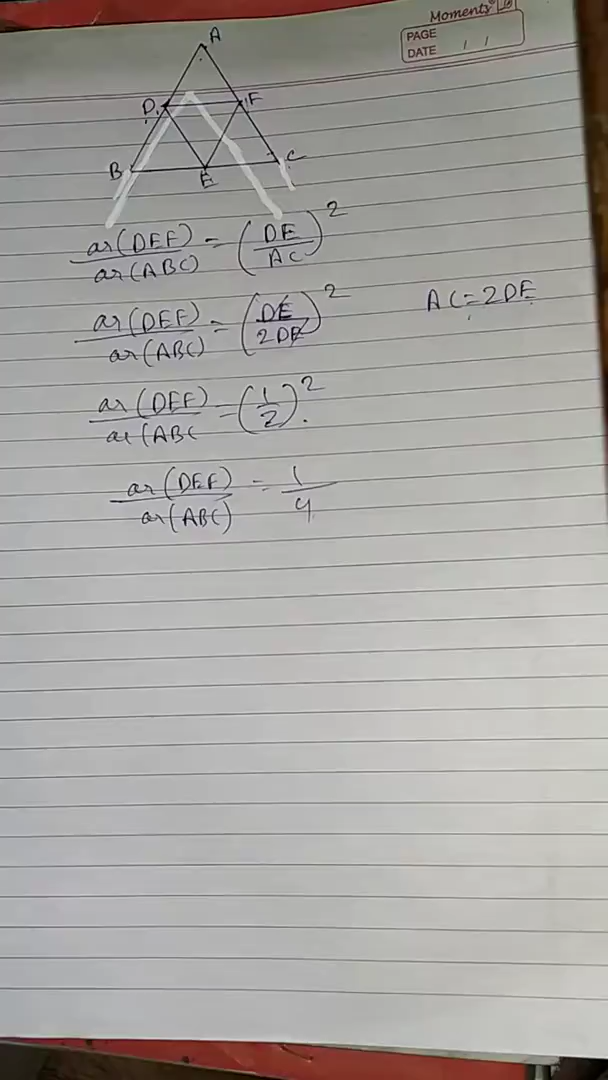 Moments
PAGE
DATE / /
A
D F
B E C
ar(DEF) / ar(ABC) = (DE / AC)²
ar(DEF) / ar(ABC) = (DE / 2DE)² AC=2DE
ar(DEF) / ar(ABC = (1/2)².
ar(DEF) / ar(ABC) = 1/4